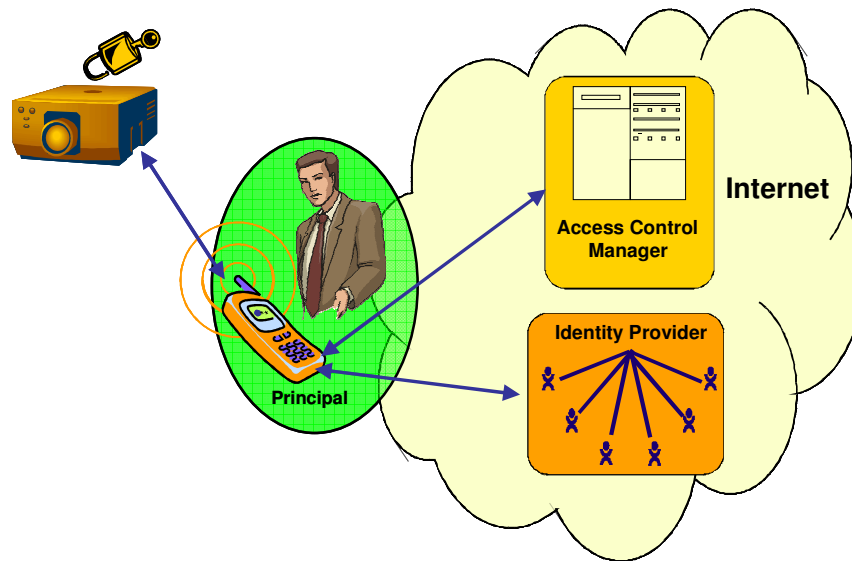 Internet
Access Control
Manager
Identity Provider
Principal